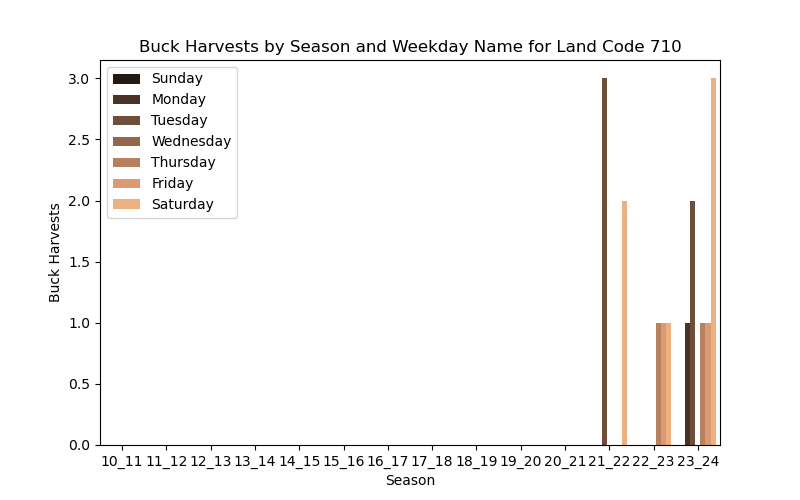 Buck Harvests by Season and Weekday Name for Land Code 710
Sunday
Monday
Tuesday
Wednesday
Thursday
Friday
Saturday
3.0
2.5
2.0
1.5
1.0
0.5
0.0
Buck Harvests
10_11 11_12 12_13 13_14 14_15 15_16 16_17 17_18 18_19 19_20 20_21 21_22 22_23 23_24
Season